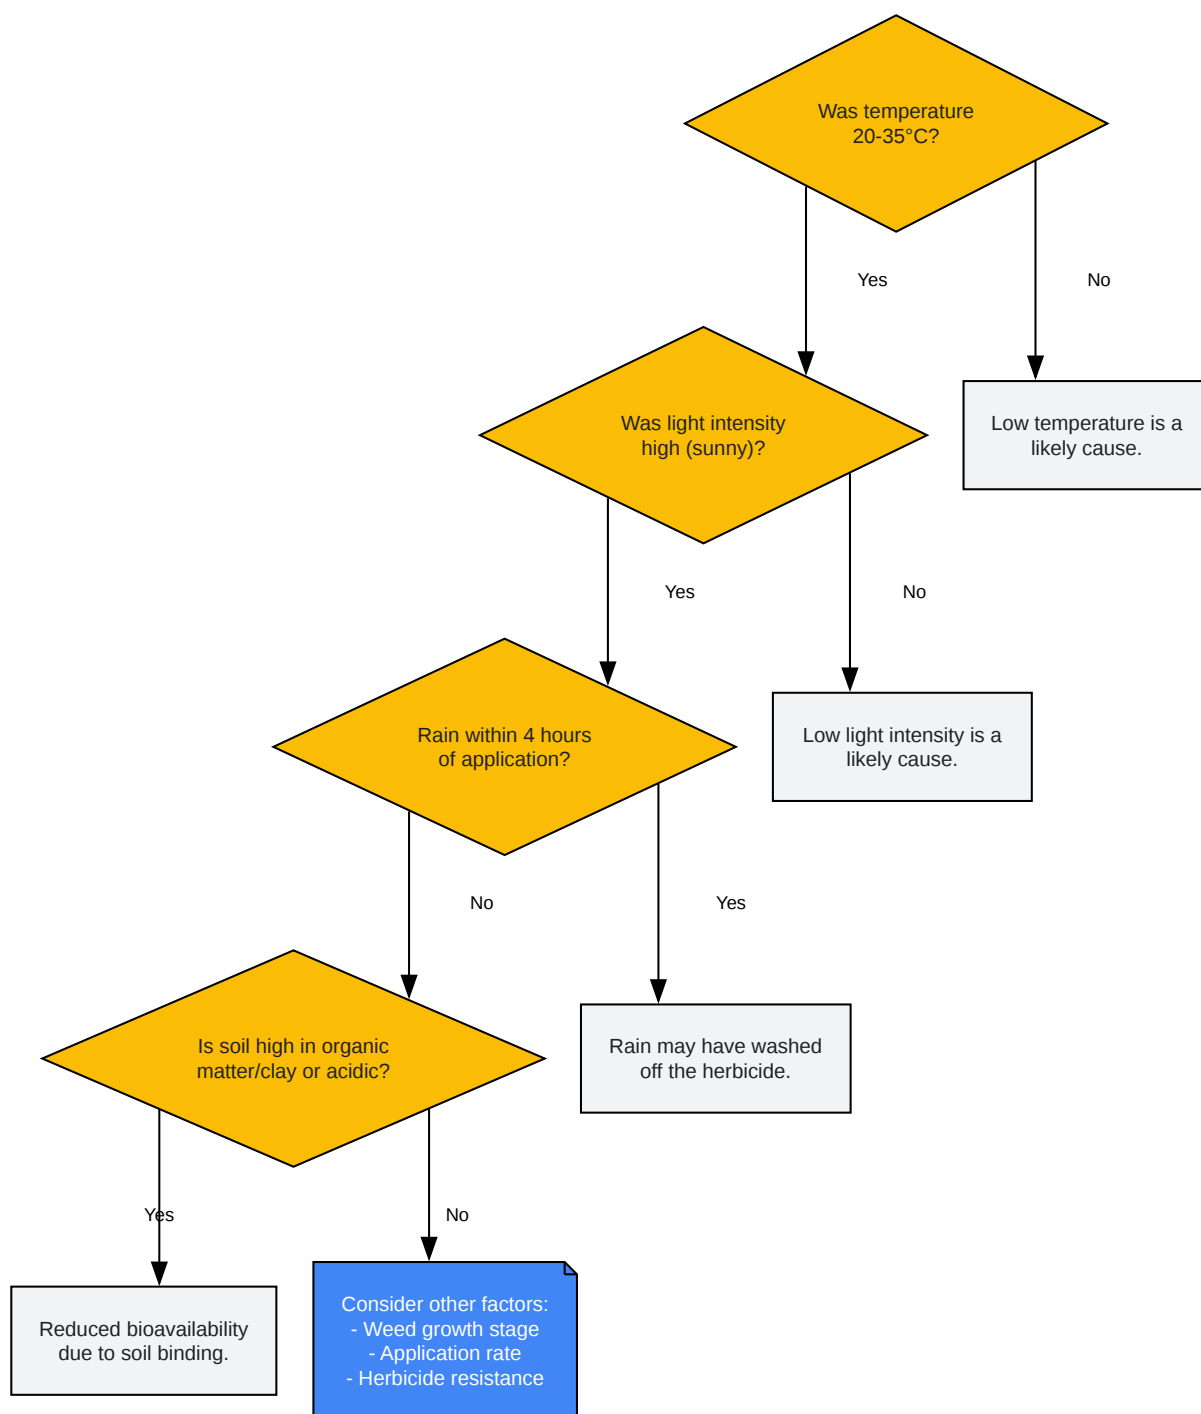 Was temperature
20-35°C?
Yes
No
Was light intensity
high (sunny)?
Low temperature is a
likely cause.
Yes
No
Rain within 4 hours
of application?
Low light intensity is a
likely cause.
No
Yes
Is soil high in organic
matter/clay or acidic?
Rain may have washed
off the herbicide.
Yes
No
Reduced bioavailability
due to soil binding.
Consider other factors:
- Weed growth stage
- Application rate
- Herbicide resistance